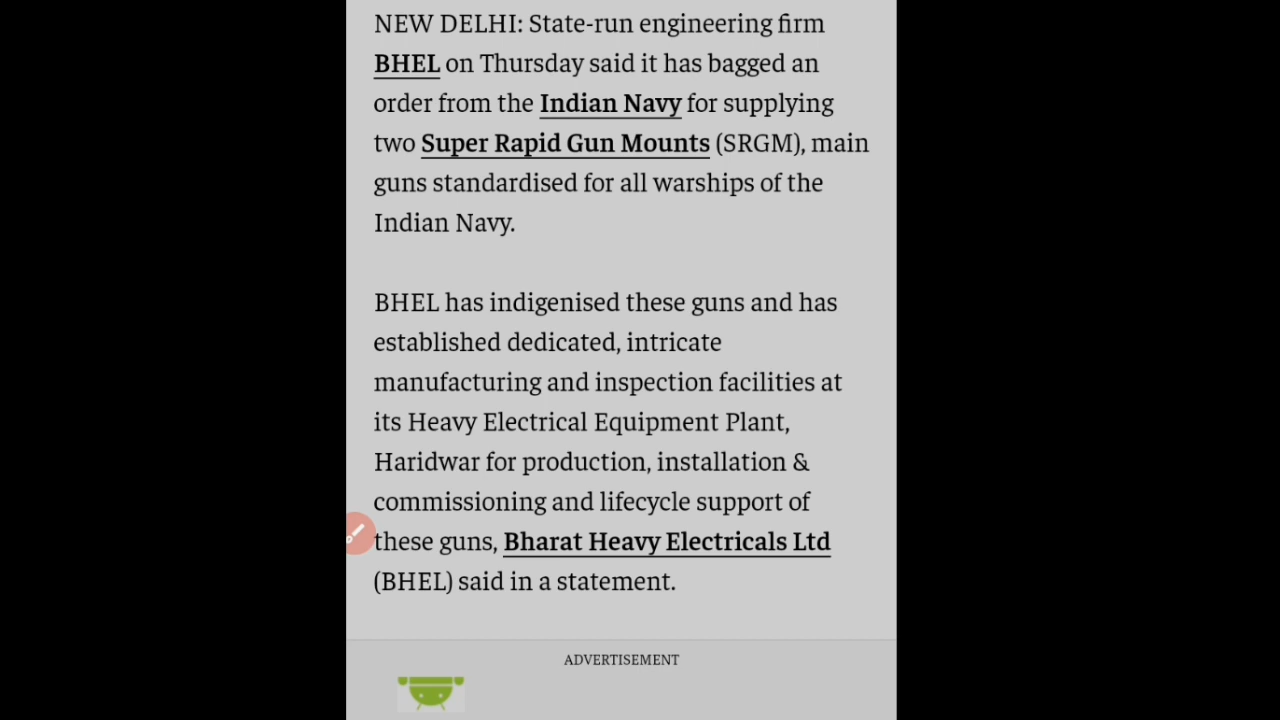 NEW DELHI: State-run engineering firm
BHEL on Thursday said it has bagged an
order from the Indian Navy for supplying
two Super Rapid Gun Mounts (SRGM), main
guns standardised for all warships of the
Indian Navy.
BHEL has indigenised these guns and has
established dedicated, intricate
manufacturing and inspection facilities at
its Heavy Electrical Equipment Plant,
Haridwar for production, installation &
commissioning and lifecycle support of
these guns, Bharat Heavy Electricals Ltd
(BHEL) said in a statement.
ADVERTISEMENT